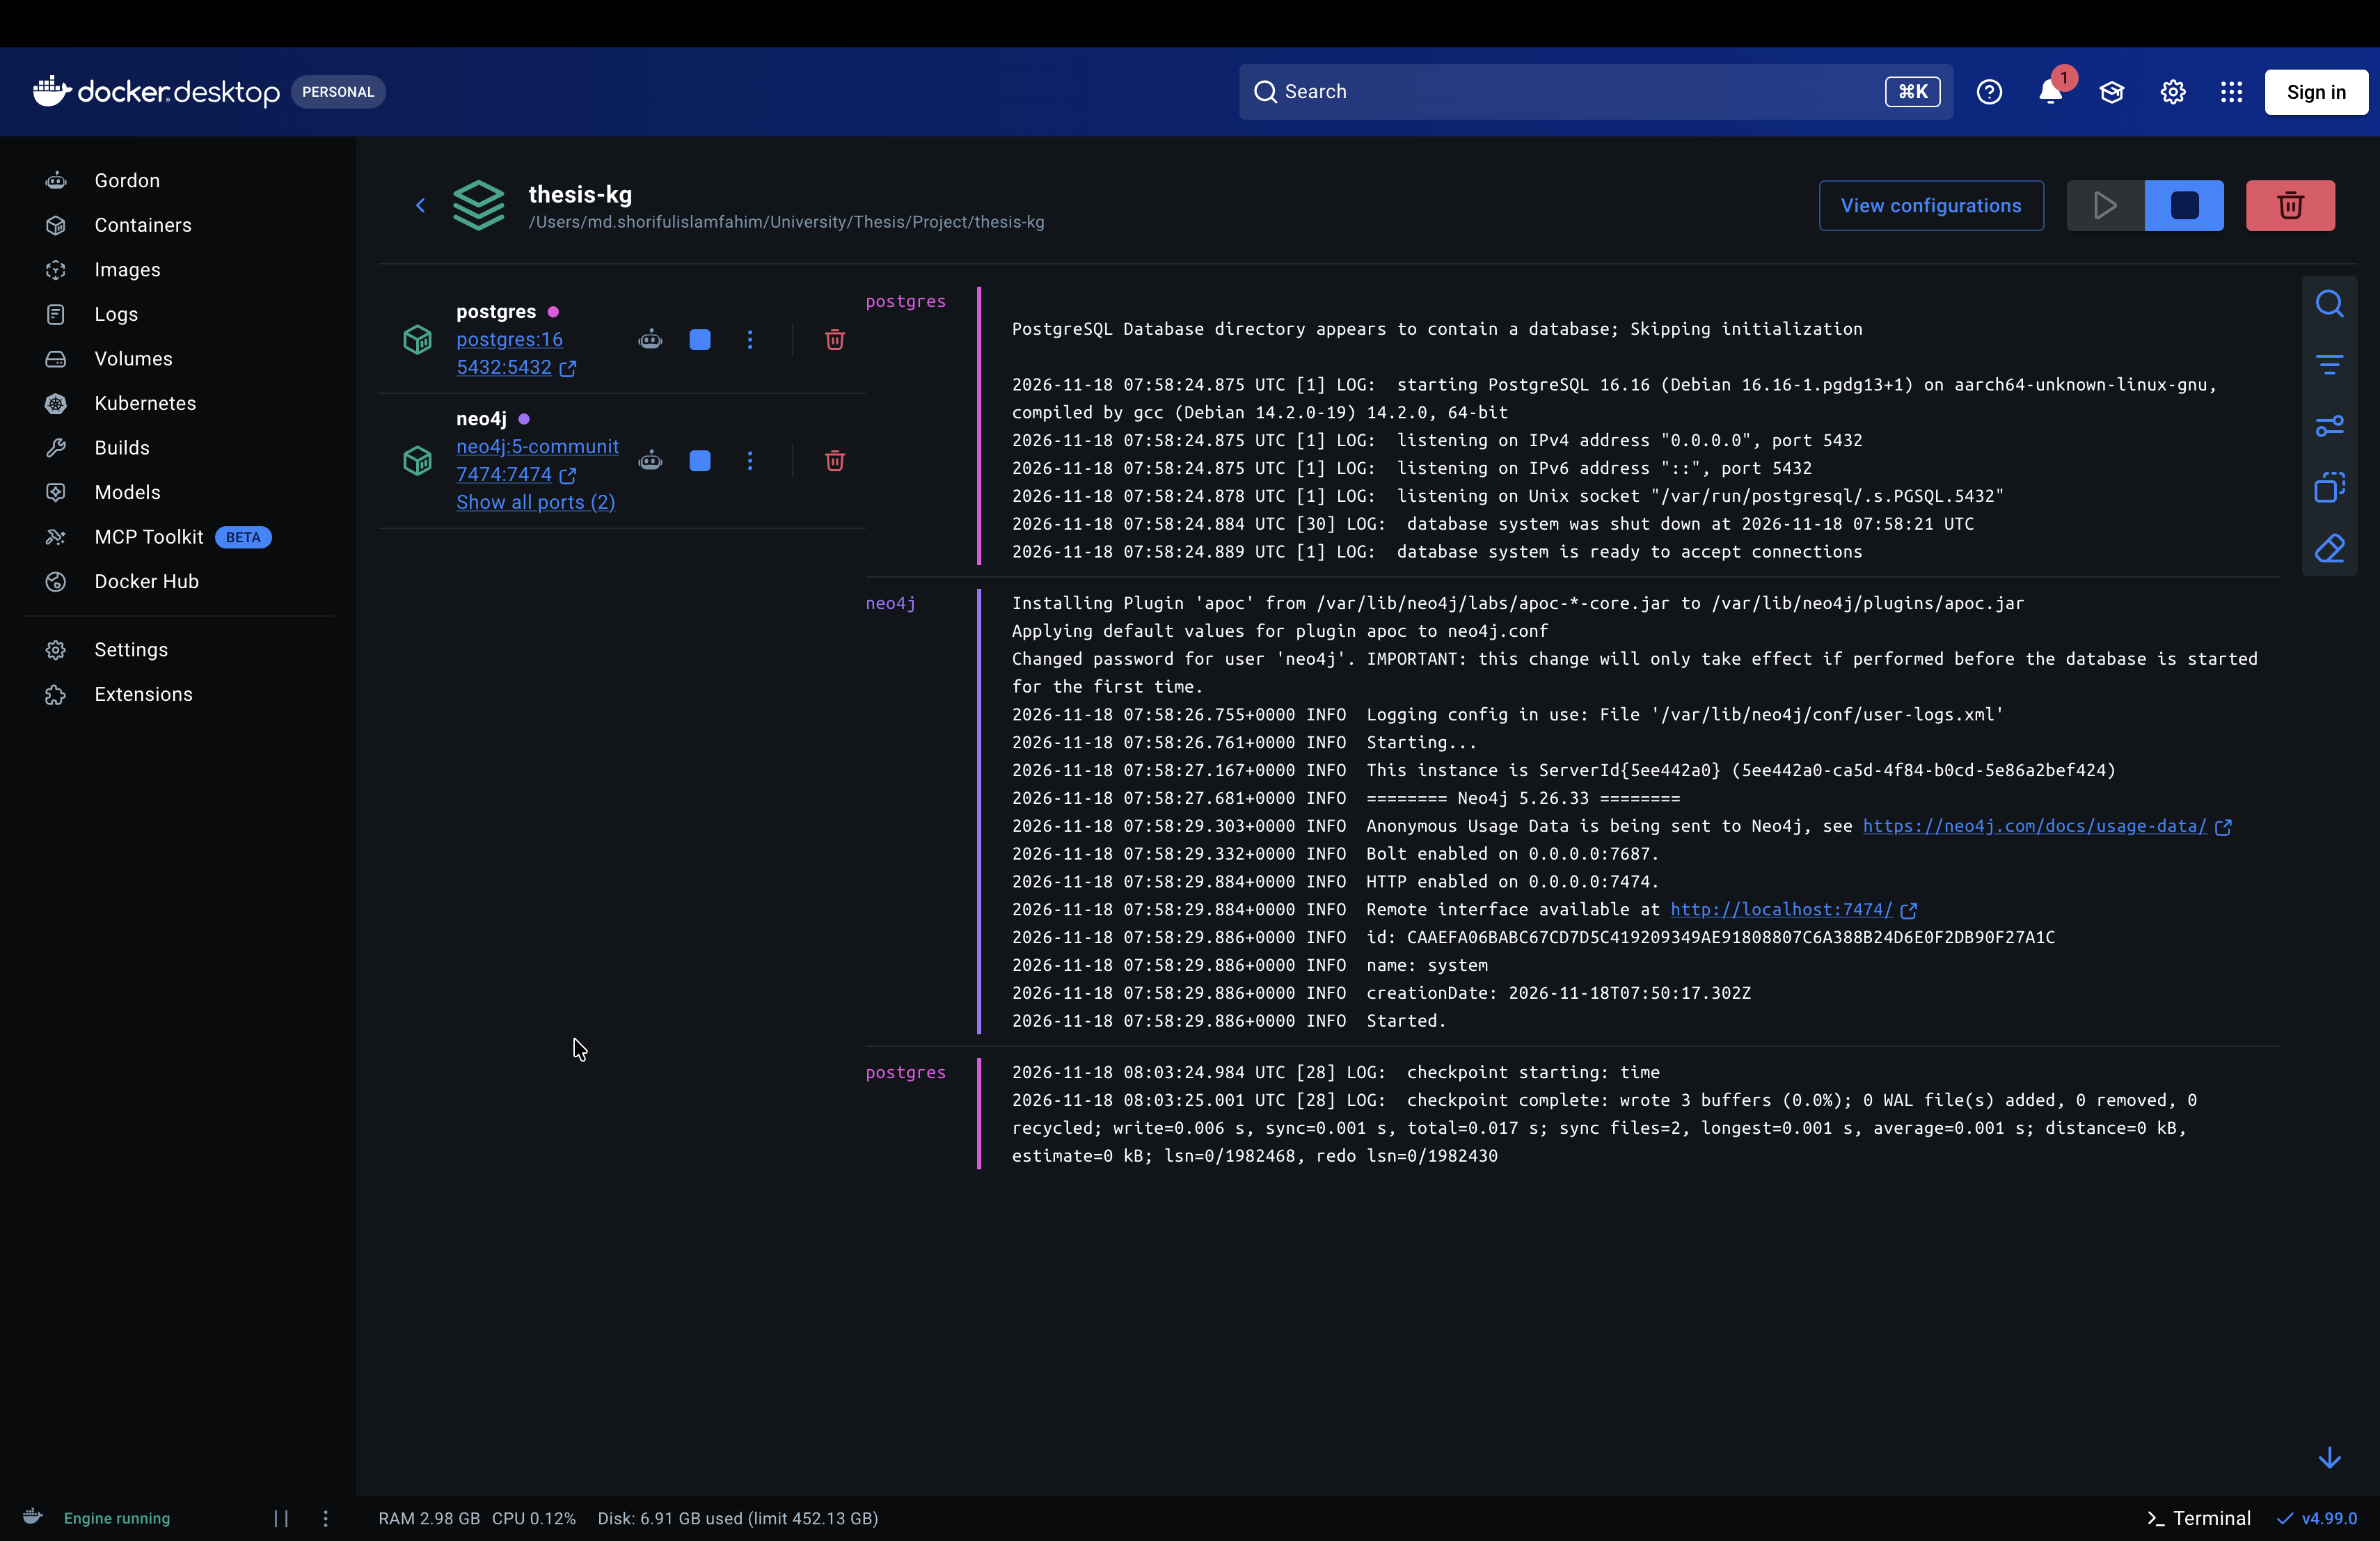 docker.desktop PERSONAL
Search ⌘K
1
Sign in
Gordon
Containers
Images
Logs
Volumes
Kubernetes
Builds
Models
MCP Toolkit BETA
Docker Hub
Settings
Extensions
thesis-kg
/Users/md.shorifulislamfahim/University/Thesis/Project/thesis-kg
View configurations
postgres
postgres:16
5432:5432
neo4j
neo4j:5-communit
7474:7474
Show all ports (2)
postgres
PostgreSQL Database directory appears to contain a database; Skipping initialization
2026-11-18 07:58:24.875 UTC [1] LOG:  starting PostgreSQL 16.16 (Debian 16.16-1.pgdg13+1) on aarch64-unknown-linux-gnu,
compiled by gcc (Debian 14.2.0-19) 14.2.0, 64-bit
2026-11-18 07:58:24.875 UTC [1] LOG:  listening on IPv4 address "0.0.0.0", port 5432
2026-11-18 07:58:24.875 UTC [1] LOG:  listening on IPv6 address "::", port 5432
2026-11-18 07:58:24.878 UTC [1] LOG:  listening on Unix socket "/var/run/postgresql/.s.PGSQL.5432"
2026-11-18 07:58:24.884 UTC [30] LOG:  database system was shut down at 2026-11-18 07:58:21 UTC
2026-11-18 07:58:24.889 UTC [1] LOG:  database system is ready to accept connections
neo4j
Installing Plugin 'apoc' from /var/lib/neo4j/labs/apoc-*-core.jar to /var/lib/neo4j/plugins/apoc.jar
Applying default values for plugin apoc to neo4j.conf
Changed password for user 'neo4j'. IMPORTANT: this change will only take effect if performed before the database is started
for the first time.
2026-11-18 07:58:26.755+0000 INFO  Logging config in use: File '/var/lib/neo4j/conf/user-logs.xml'
2026-11-18 07:58:26.761+0000 INFO  Starting...
2026-11-18 07:58:27.167+0000 INFO  This instance is ServerId{5ee442a0} (5ee442a0-ca5d-4f84-b0cd-5e86a2bef424)
2026-11-18 07:58:27.681+0000 INFO  ======== Neo4j 5.26.33 ========
2026-11-18 07:58:29.303+0000 INFO  Anonymous Usage Data is being sent to Neo4j, see https://neo4j.com/docs/usage-data/
2026-11-18 07:58:29.332+0000 INFO  Bolt enabled on 0.0.0.0:7687.
2026-11-18 07:58:29.884+0000 INFO  HTTP enabled on 0.0.0.0:7474.
2026-11-18 07:58:29.884+0000 INFO  Remote interface available at http://localhost:7474/
2026-11-18 07:58:29.886+0000 INFO  id: CAAEFA06BABC67CD7D5C419209349AE91808807C6A388B24D6E0F2DB90F27A1C
2026-11-18 07:58:29.886+0000 INFO  name: system
2026-11-18 07:58:29.886+0000 INFO  creationDate: 2026-11-18T07:50:17.302Z
2026-11-18 07:58:29.886+0000 INFO  Started.
postgres
2026-11-18 08:03:24.984 UTC [28] LOG:  checkpoint starting: time
2026-11-18 08:03:25.001 UTC [28] LOG:  checkpoint complete: wrote 3 buffers (0.0%); 0 WAL file(s) added, 0 removed, 0
recycled; write=0.006 s, sync=0.001 s, total=0.017 s; sync files=2, longest=0.001 s, average=0.001 s; distance=0 kB,
estimate=0 kB; lsn=0/1982468, redo lsn=0/1982430
Engine running
RAM 2.98 GB CPU 0.12% Disk: 6.91 GB used (limit 452.13 GB)
Terminal
v4.99.0